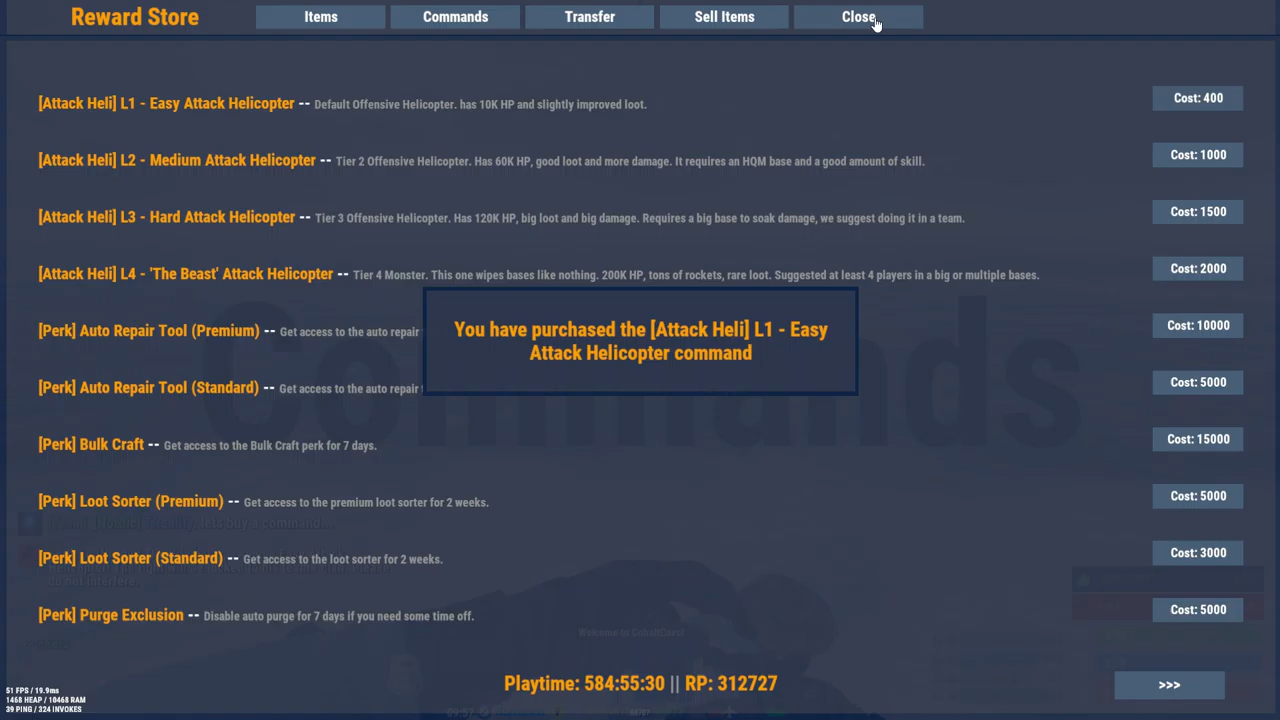 Reward Store
Items
Commands
Transfer
Sell Items
Close
[Attack Heli] L1 - Easy Attack Helicopter -- Default Offensive Helicopter. has 10K HP and slightly improved loot.
Cost: 400
[Attack Heli] L2 - Medium Attack Helicopter -- Tier 2 Offensive Helicopter. Has 60K HP, good loot and more damage. It requires an HQM base and a good amount of skill.
Cost: 1000
[Attack Heli] L3 - Hard Attack Helicopter -- Tier 3 Offensive Helicopter. Has 120K HP, big loot and big damage. Requires a big base to soak damage, we suggest doing it in a team.
Cost: 1500
[Attack Heli] L4 - 'The Beast' Attack Helicopter -- Tier 4 Monster. This one wipes bases like nothing. 200K HP, tons of rockets, rare loot. Suggested at least 4 players in a big or multiple bases.
Cost: 2000
You have purchased the [Attack Heli] L1 - Easy
Attack Helicopter command
[Perk] Auto Repair Tool (Premium) -- Get access to the auto repair
Cost: 10000
[Perk] Auto Repair Tool (Standard) -- Get access to the auto repair
Cost: 5000
Commands
[Perk] Bulk Craft -- Get access to the Bulk Craft perk for 7 days.
Cost: 15000
[Perk] Loot Sorter (Premium) -- Get access to the premium loot sorter for 2 weeks.
Cost: 5000
lets buy a command...
[Perk] Loot Sorter (Standard) -- Get access to the loot sorter for 2 weeks.
Cost: 3000
do not interfere
[Perk] Purge Exclusion -- Disable auto purge for 7 days if you need some time off.
Cost: 5000
Welcome to
Playtime: 584:55:30 || RP: 312727
>>>
51 FPS / 19.9ms
1468 HEAP / 10468 RAM
39 PING / 324 INVOKES